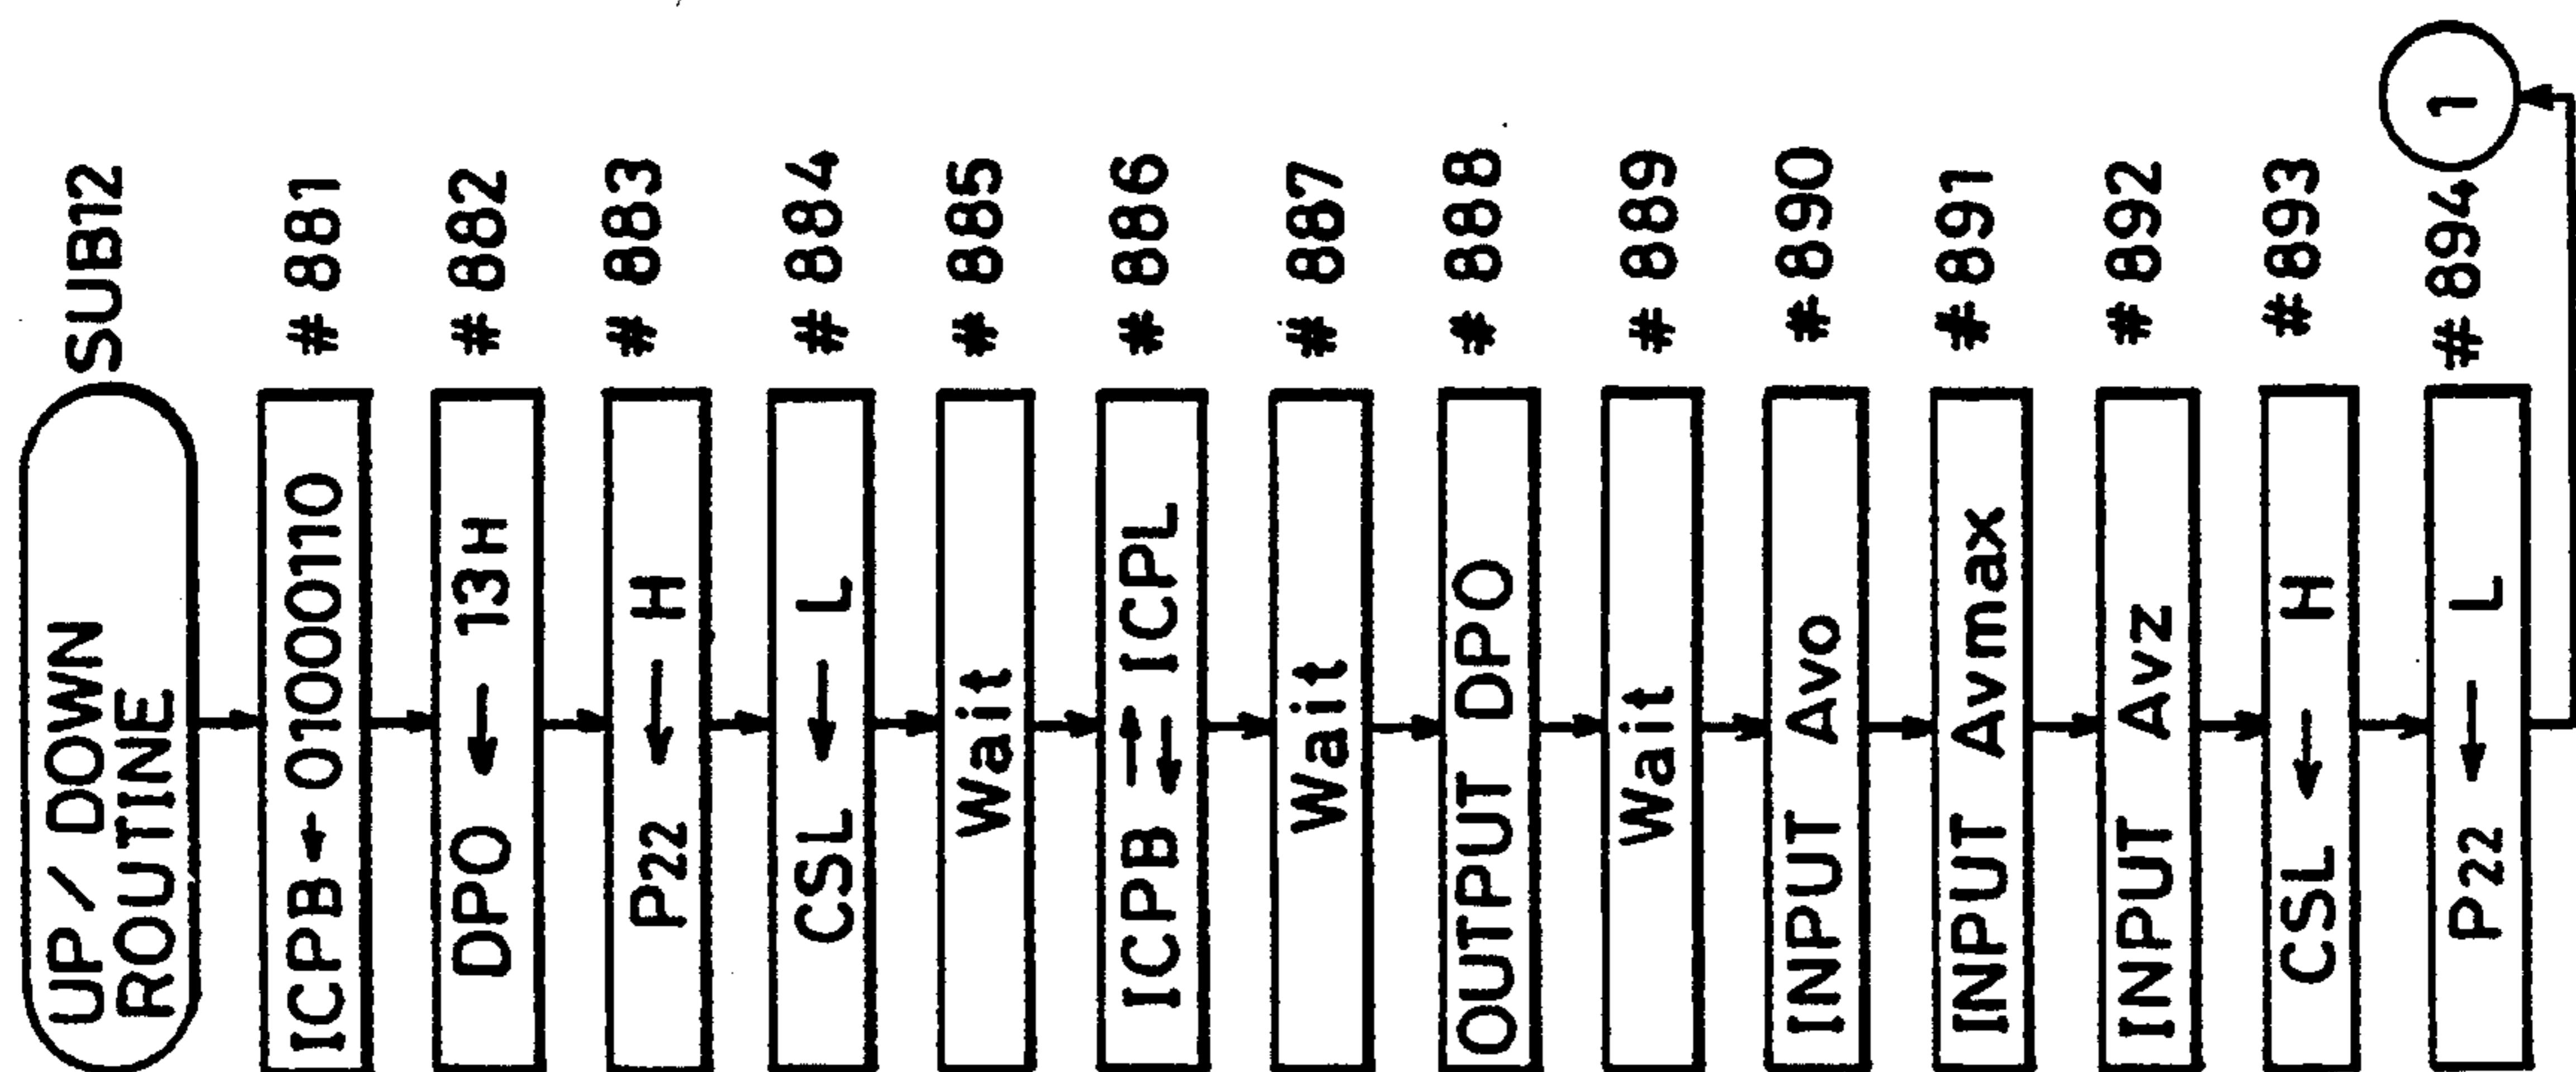 UP / DOWN
ROUTINE
SUB12
ICPB ← 01000110
#881
DPO ← 13H
#882
P22 ← H
#883
CSL ← L
#884
Wait
#885
ICPB ⇄ ICPL
#886
Wait
#887
OUTPUT DPO
#888
Wait
#889
INPUT Avo
#890
INPUT Avmax
#891
INPUT Avz
#892
CSL ← H
#893
P22 ← L
#894
1